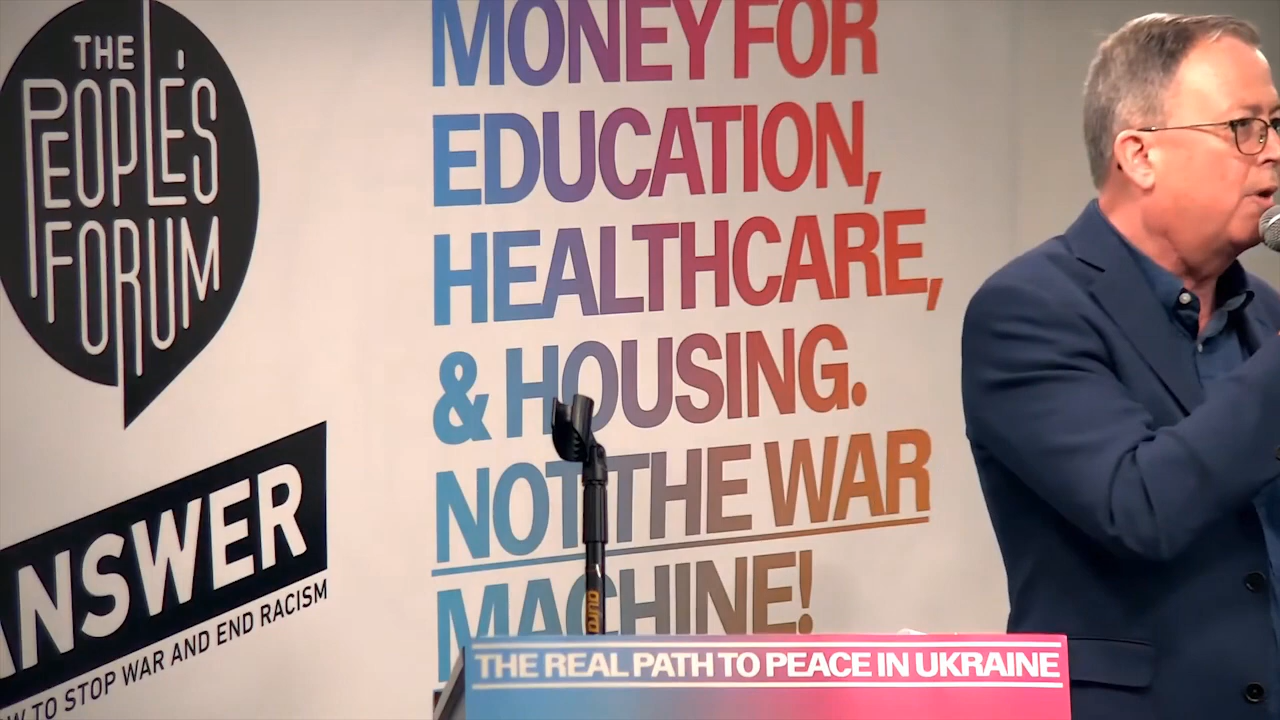 THE
PEOPLE'S
FORUM
ANSWER
TO STOP WAR AND END RACISM
MONEY FOR
EDUCATION,
HEALTHCARE,
& HOUSING.
NOT THE WAR
MACHINE!
THE REAL PATH TO PEACE IN UKRAINE